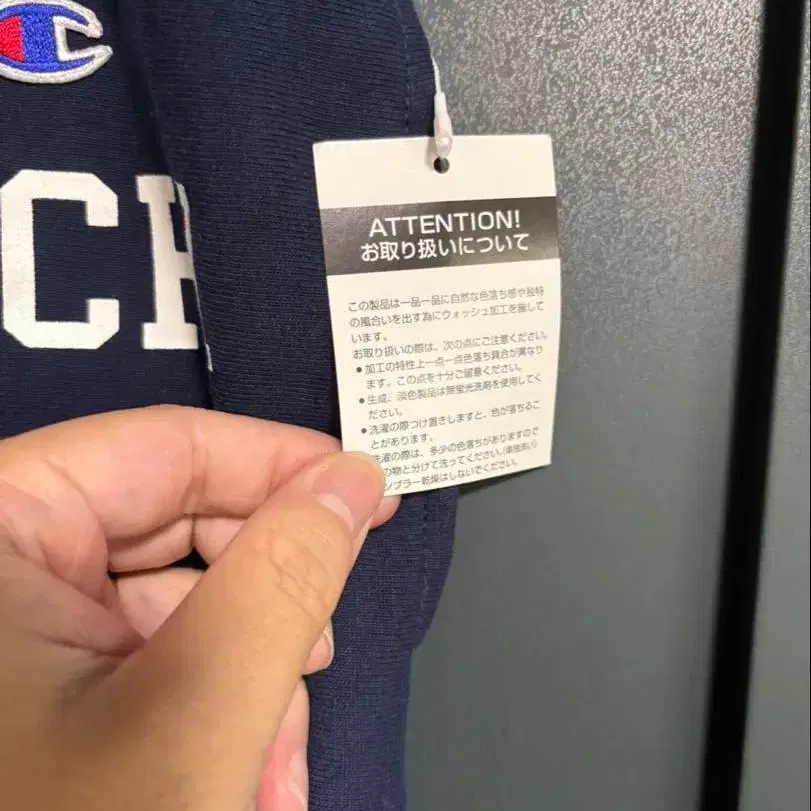 CH
ATTENTION!
お取り扱いについて
この製品は一品一品に自然な色落ち感や独特
の風合いを出す為にウォッシュ加工を施して
います。
お取り扱いの際は、次の点にご注意ください。
● 加工の特性上一点一点色落ち具合が異なり
ます。この点を十分ご留意ください。
● 生成、淡色製品は無蛍光洗剤を使用してく
ださい。
● 洗濯の際つけ置きしますと、色が落ちるこ
とがあります。
洗濯の際は、多少の色落ちがありますので
の物と分けて洗ってください。(単独洗い)
ンブラー乾燥はしないでください。